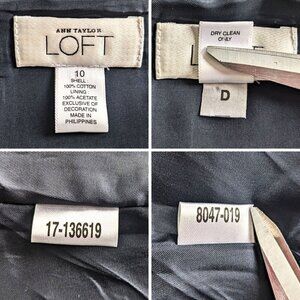 ANN TAYLOR
LOFT
10
SHELL:
100% COTTON
LINING:
100% ACETATE
EXCLUSIVE OF
DECORATION
MADE IN
PHILIPPINES
DRY CLEAN
ONLY
D
17-136619
8047-019